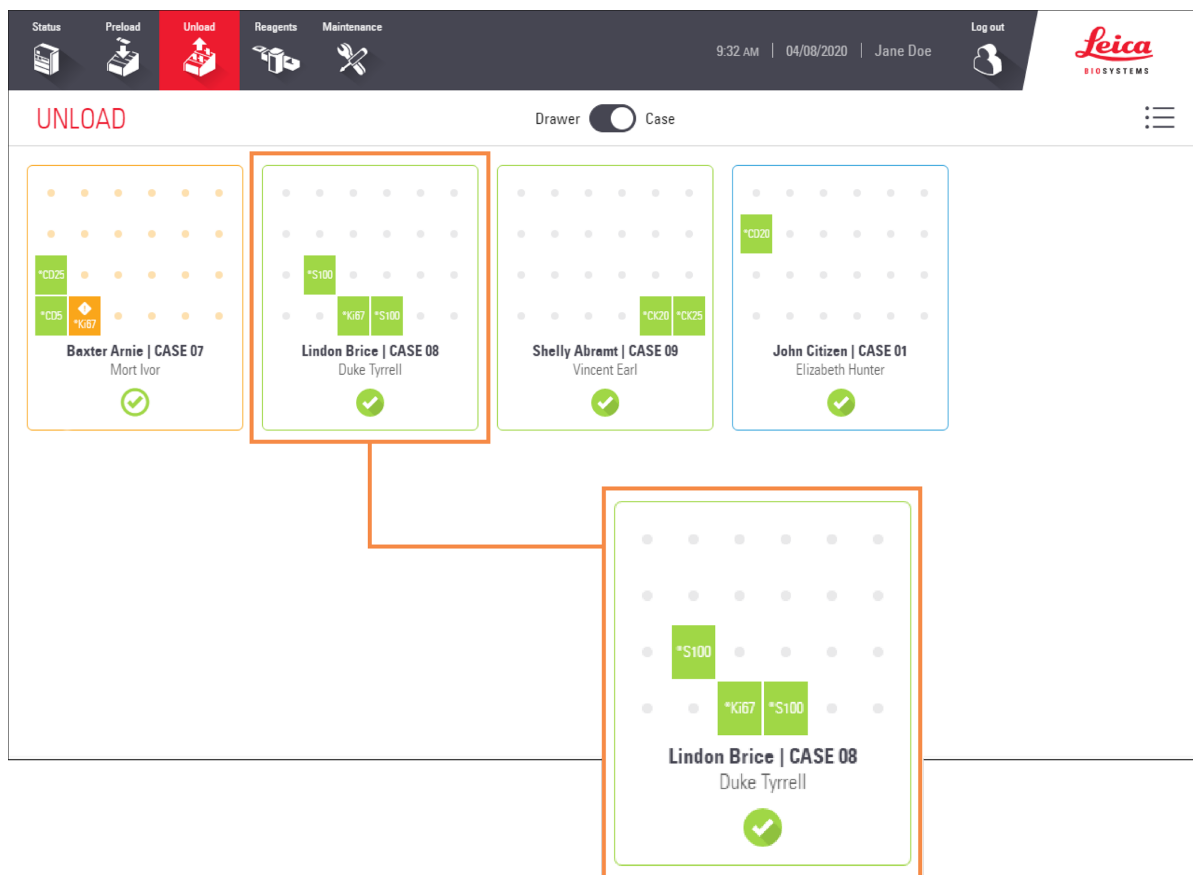 Status Preload Unload Reagents Maintenance
9:32 AM | 04/08/2020 | Jane Doe
Log out
Leica
BIOSYSTEMS
UNLOAD
Drawer Case
*CD25
*CD5 *Ki67
Baxter Arnie | CASE 07
Mort Ivor
*S100
*Ki67 *S100
Lindon Brice | CASE 08
Duke Tyrrell
*CK20 *CK25
Shelly Abramt | CASE 09
Vincent Earl
*CD20
John Citizen | CASE 01
Elizabeth Hunter
*S100
*Ki67 *S100
Lindon Brice | CASE 08
Duke Tyrrell